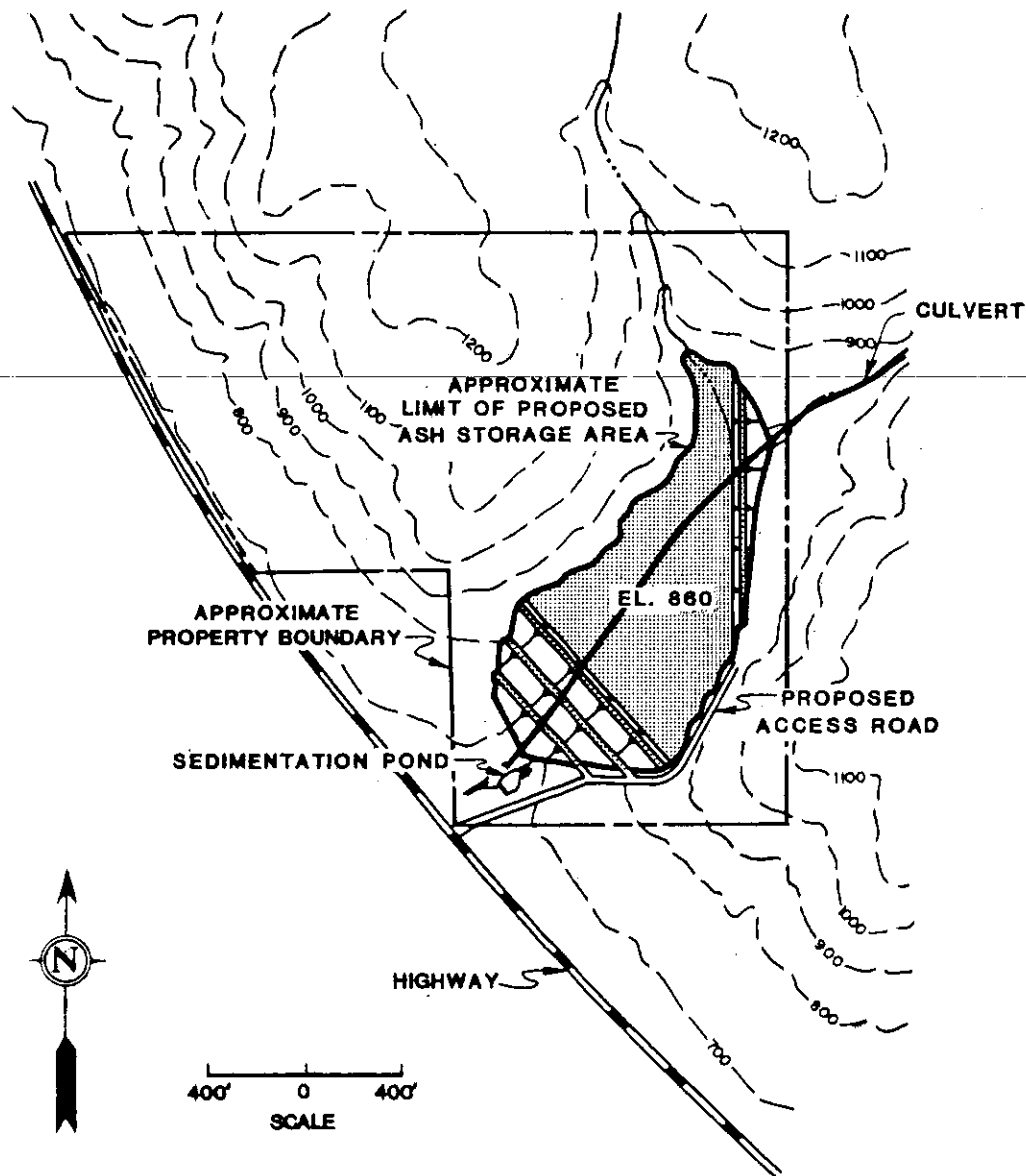 1200
1100
1000
CULVERT
900
1200
APPROXIMATE
LIMIT OF PROPOSED
ASH STORAGE AREA
1100
1000
900
800
EL. 860
APPROXIMATE
PROPERTY BOUNDARY
PROPOSED
ACCESS ROAD
SEDIMENTATION POND
1100
1000
900
800
700
N
HIGHWAY
400' 0 400'
SCALE